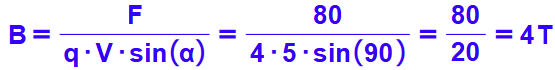 B = F / (q · V · sin(α)) = 80 / (4 · 5 · sin(90)) = 80 / 20 = 4 T